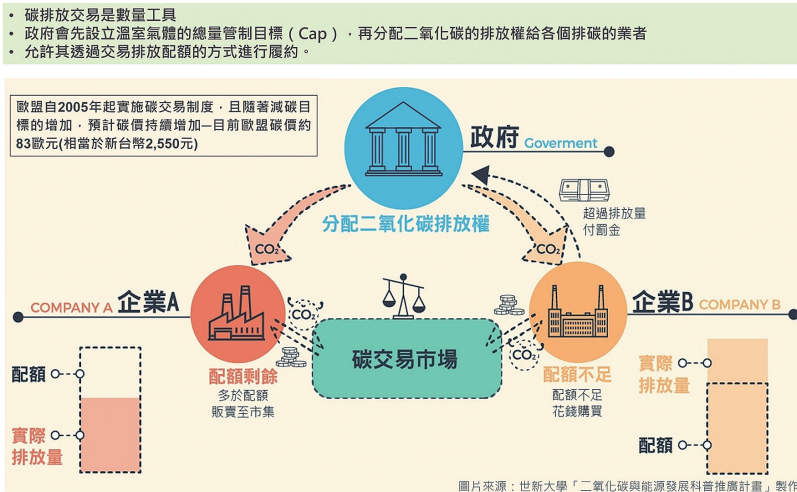 • 碳排放交易是數量工具
• 政府會先設立溫室氣體的總量管制目標（Cap），再分配二氧化碳的排放權給各個排碳的業者
• 允許其透過交易排放配額的方式進行履約。
歐盟自2005年起實施碳交易制度，且隨著減碳目
標的增加，預計碳價持續增加—目前歐盟碳價約
83歐元(相當於新台幣2,550元)
政府 Goverment
分配二氧化碳排放權
超過排放量
付罰金
CO₂
CO₂
COMPANY A 企業A
企業B COMPANY B
CO₂
CO₂
碳交易市場
配額剩餘
多於配額
販賣至市集
配額不足
配額不足
花錢購買
配額
實際
排放量
實際
排放量
配額
圖片來源：世新大學「二氧化碳與能源發展科普推廣計畫」製作